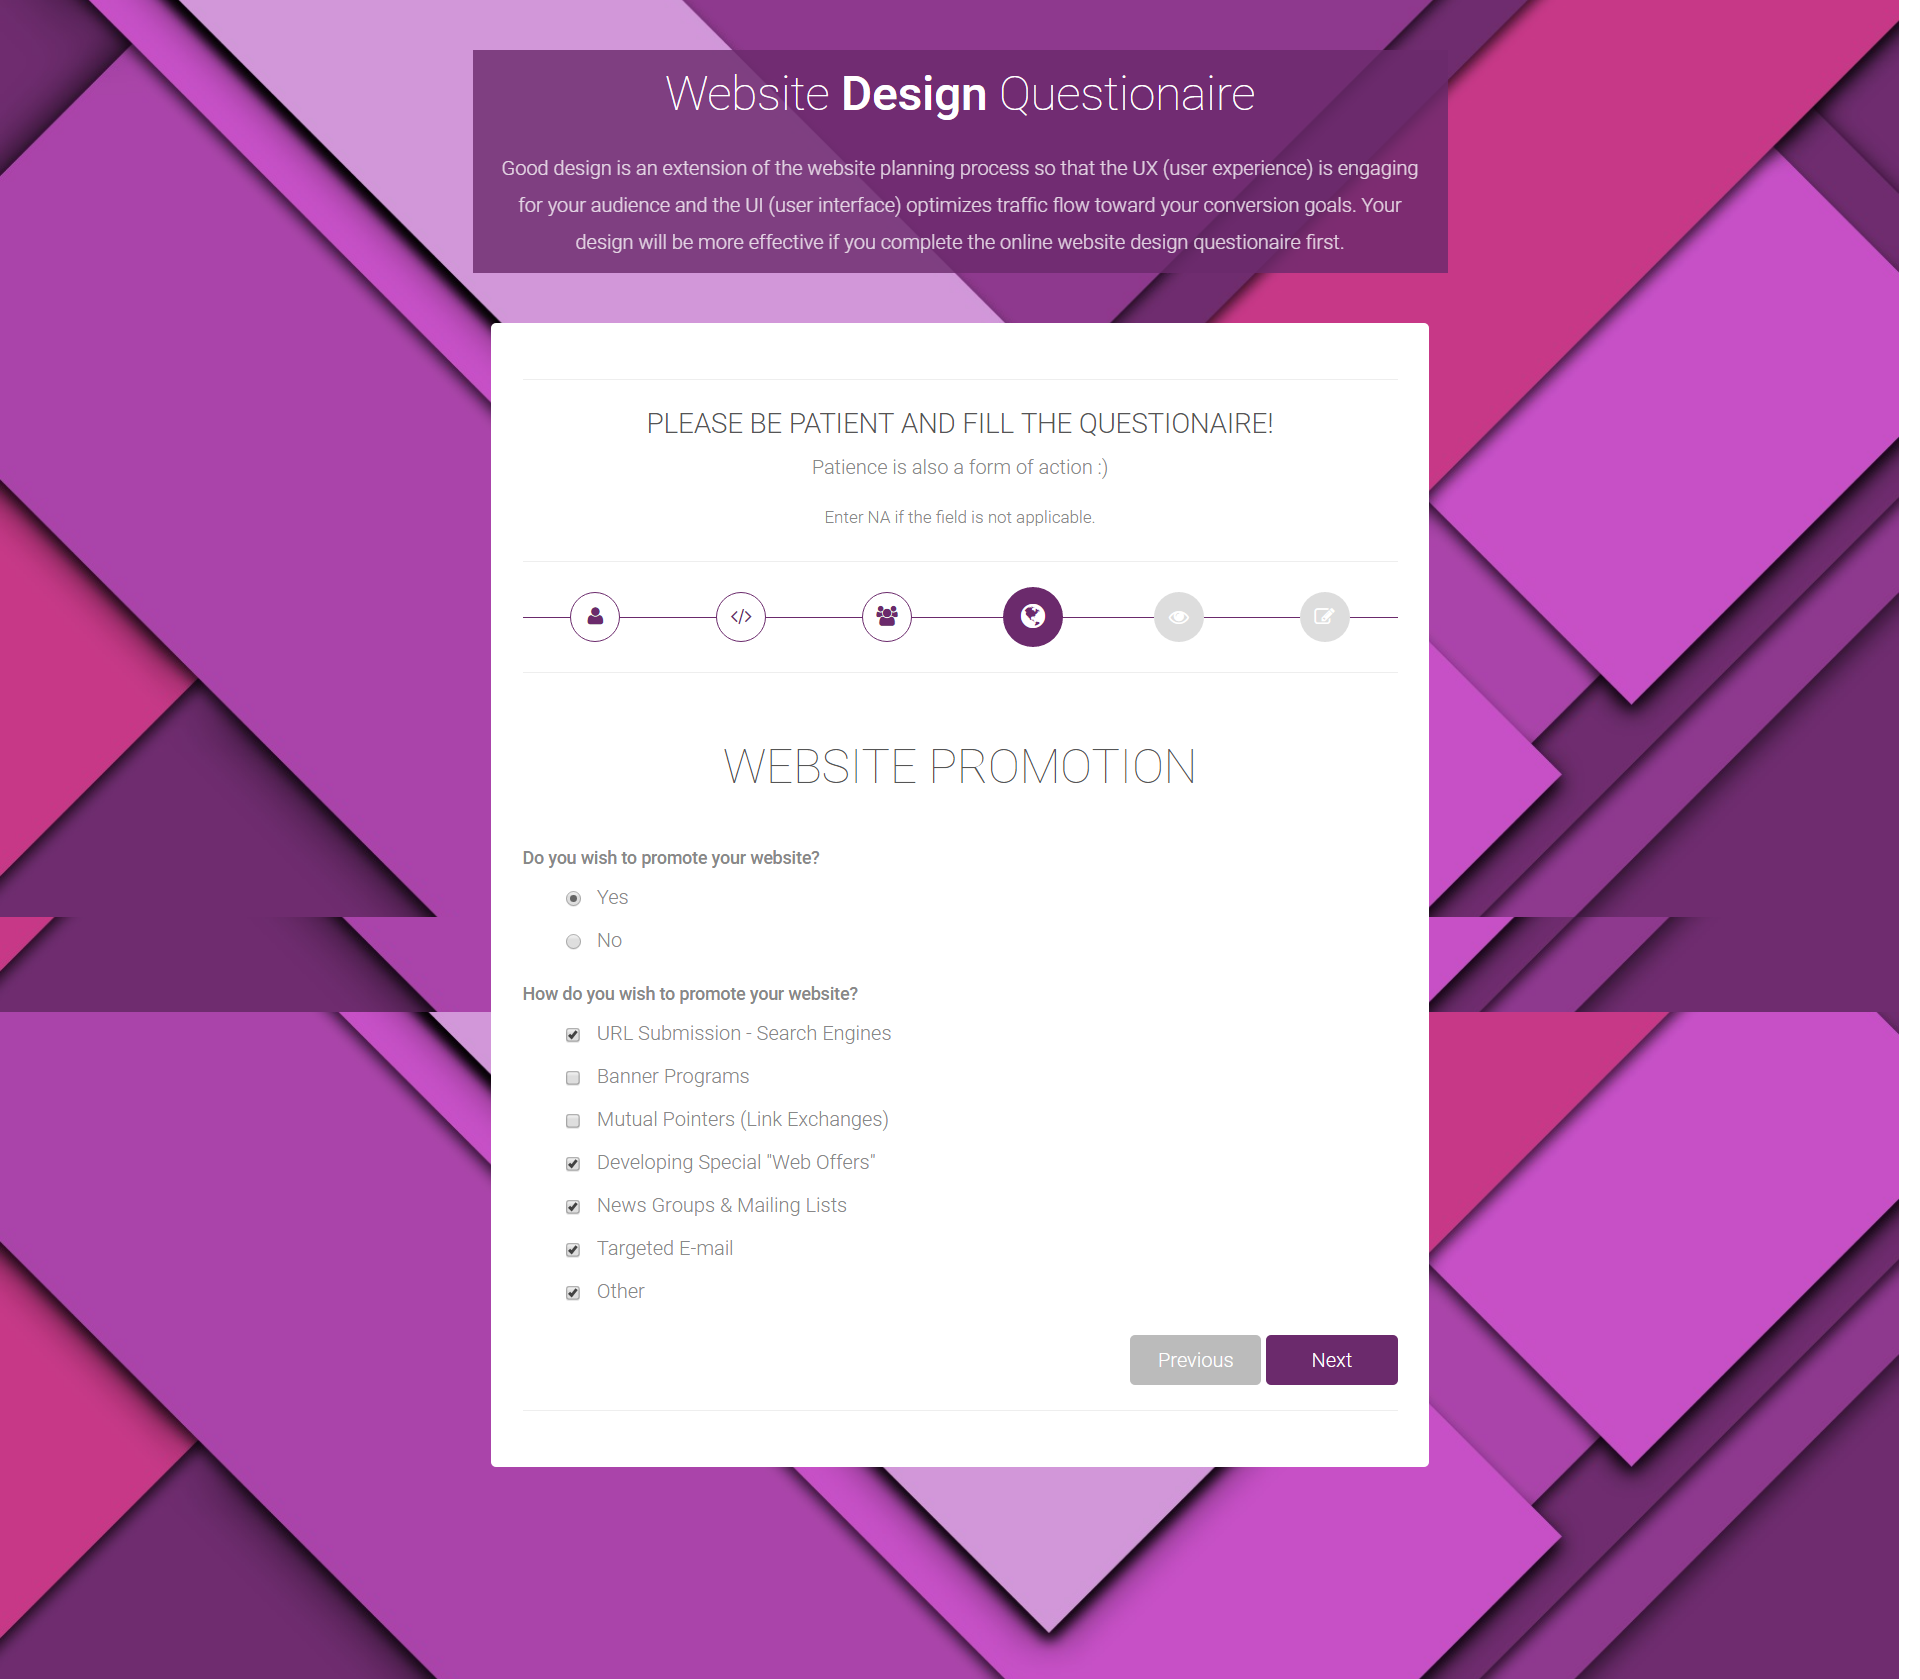 Website Design Questionaire
Good design is an extension of the website planning process so that the UX (user experience) is engaging
for your audience and the UI (user interface) optimizes traffic flow toward your conversion goals. Your
design will be more effective if you complete the online website design questionaire first.
PLEASE BE PATIENT AND FILL THE QUESTIONAIRE!
Patience is also a form of action :)
Enter NA if the field is not applicable.
WEBSITE PROMOTION
Do you wish to promote your website?
Yes
No
How do you wish to promote your website?
URL Submission - Search Engines
Banner Programs
Mutual Pointers (Link Exchanges)
Developing Special "Web Offers"
News Groups & Mailing Lists
Targeted E-mail
Other
Previous Next